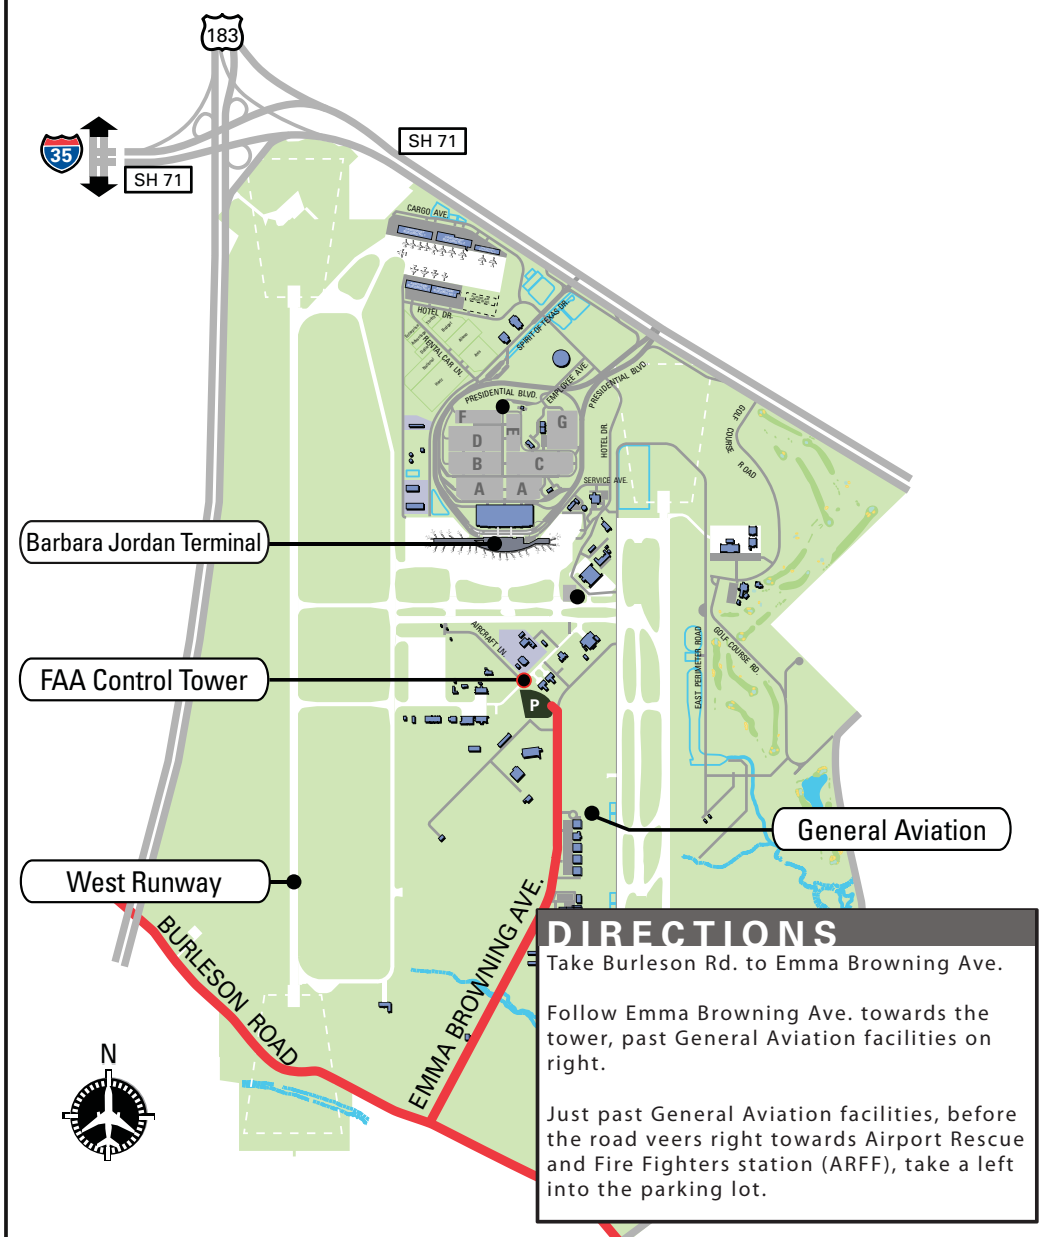 183
35
SH 71
SH 71
CARGO AVE.
HOTEL DR.
RENTAL CAR LN.
SPIRIT OF TEXAS DR.
EMPLOYEE AVE.
PRESIDENTIAL BLVD.
PRESIDENTIAL BLVD.
HOTEL DR.
GOLF COURSE ROAD
F
E
G
D
B
C
A
A
SERVICE AVE.
Barbara Jordan Terminal
AIRCRAFT LN.
EAST PERIMETER ROAD
GOLF COURSE RD.
FAA Control Tower
P
General Aviation
West Runway
BURLESON ROAD
EMMA BROWNING AVE.
N
DIRECTIONS
Take Burleson Rd. to Emma Browning Ave.
Follow Emma Browning Ave. towards the
tower, past General Aviation facilities on
right.
Just past General Aviation facilities, before
the road veers right towards Airport Rescue
and Fire Fighters station (ARFF), take a left
into the parking lot.